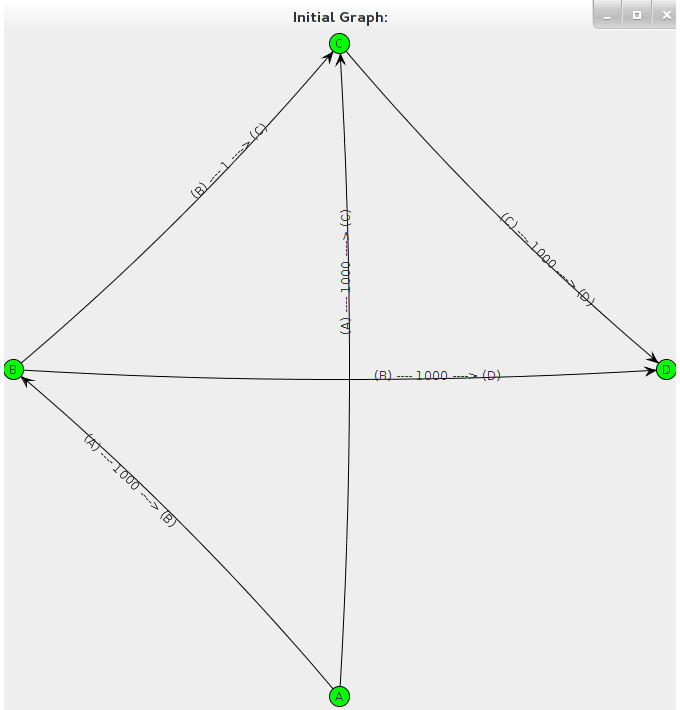 Initial Graph:
C
(B) ---- 1 ----> (C)
(A) ---- 1000 ----> (C)
(C) ---- 1000 ----> (D)
B
(B) ---- 1000 ----> (D)
D
(A) ---- 1000 ----> (B)
A